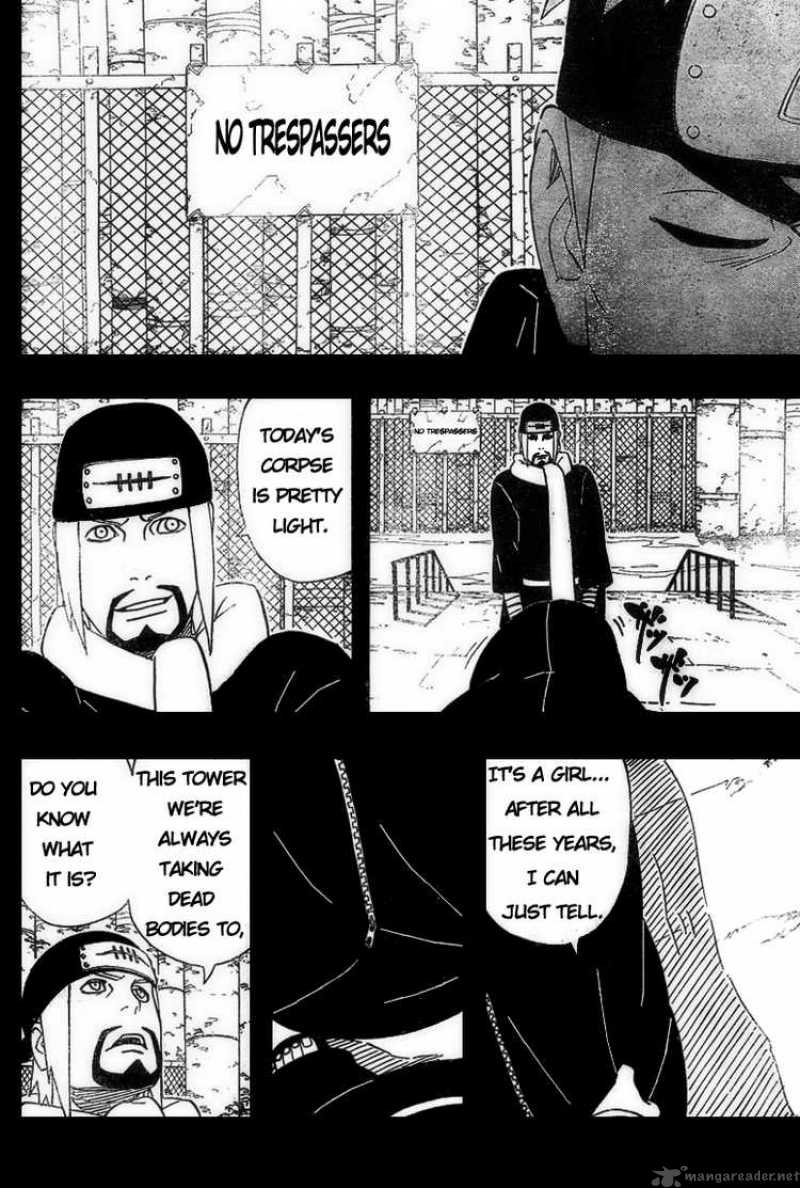 NO TRESPASSERS
NO TRESPASSERS
IT'S A GIRL...
AFTER ALL
THESE YEARS,
I CAN
JUST TELL.
TODAY'S
CORPSE
IS PRETTY
LIGHT.
THIS TOWER
WE'RE
ALWAYS
TAKING
DEAD
BODIES TO,
DO YOU
KNOW
WHAT
IT IS?
mangareader.net